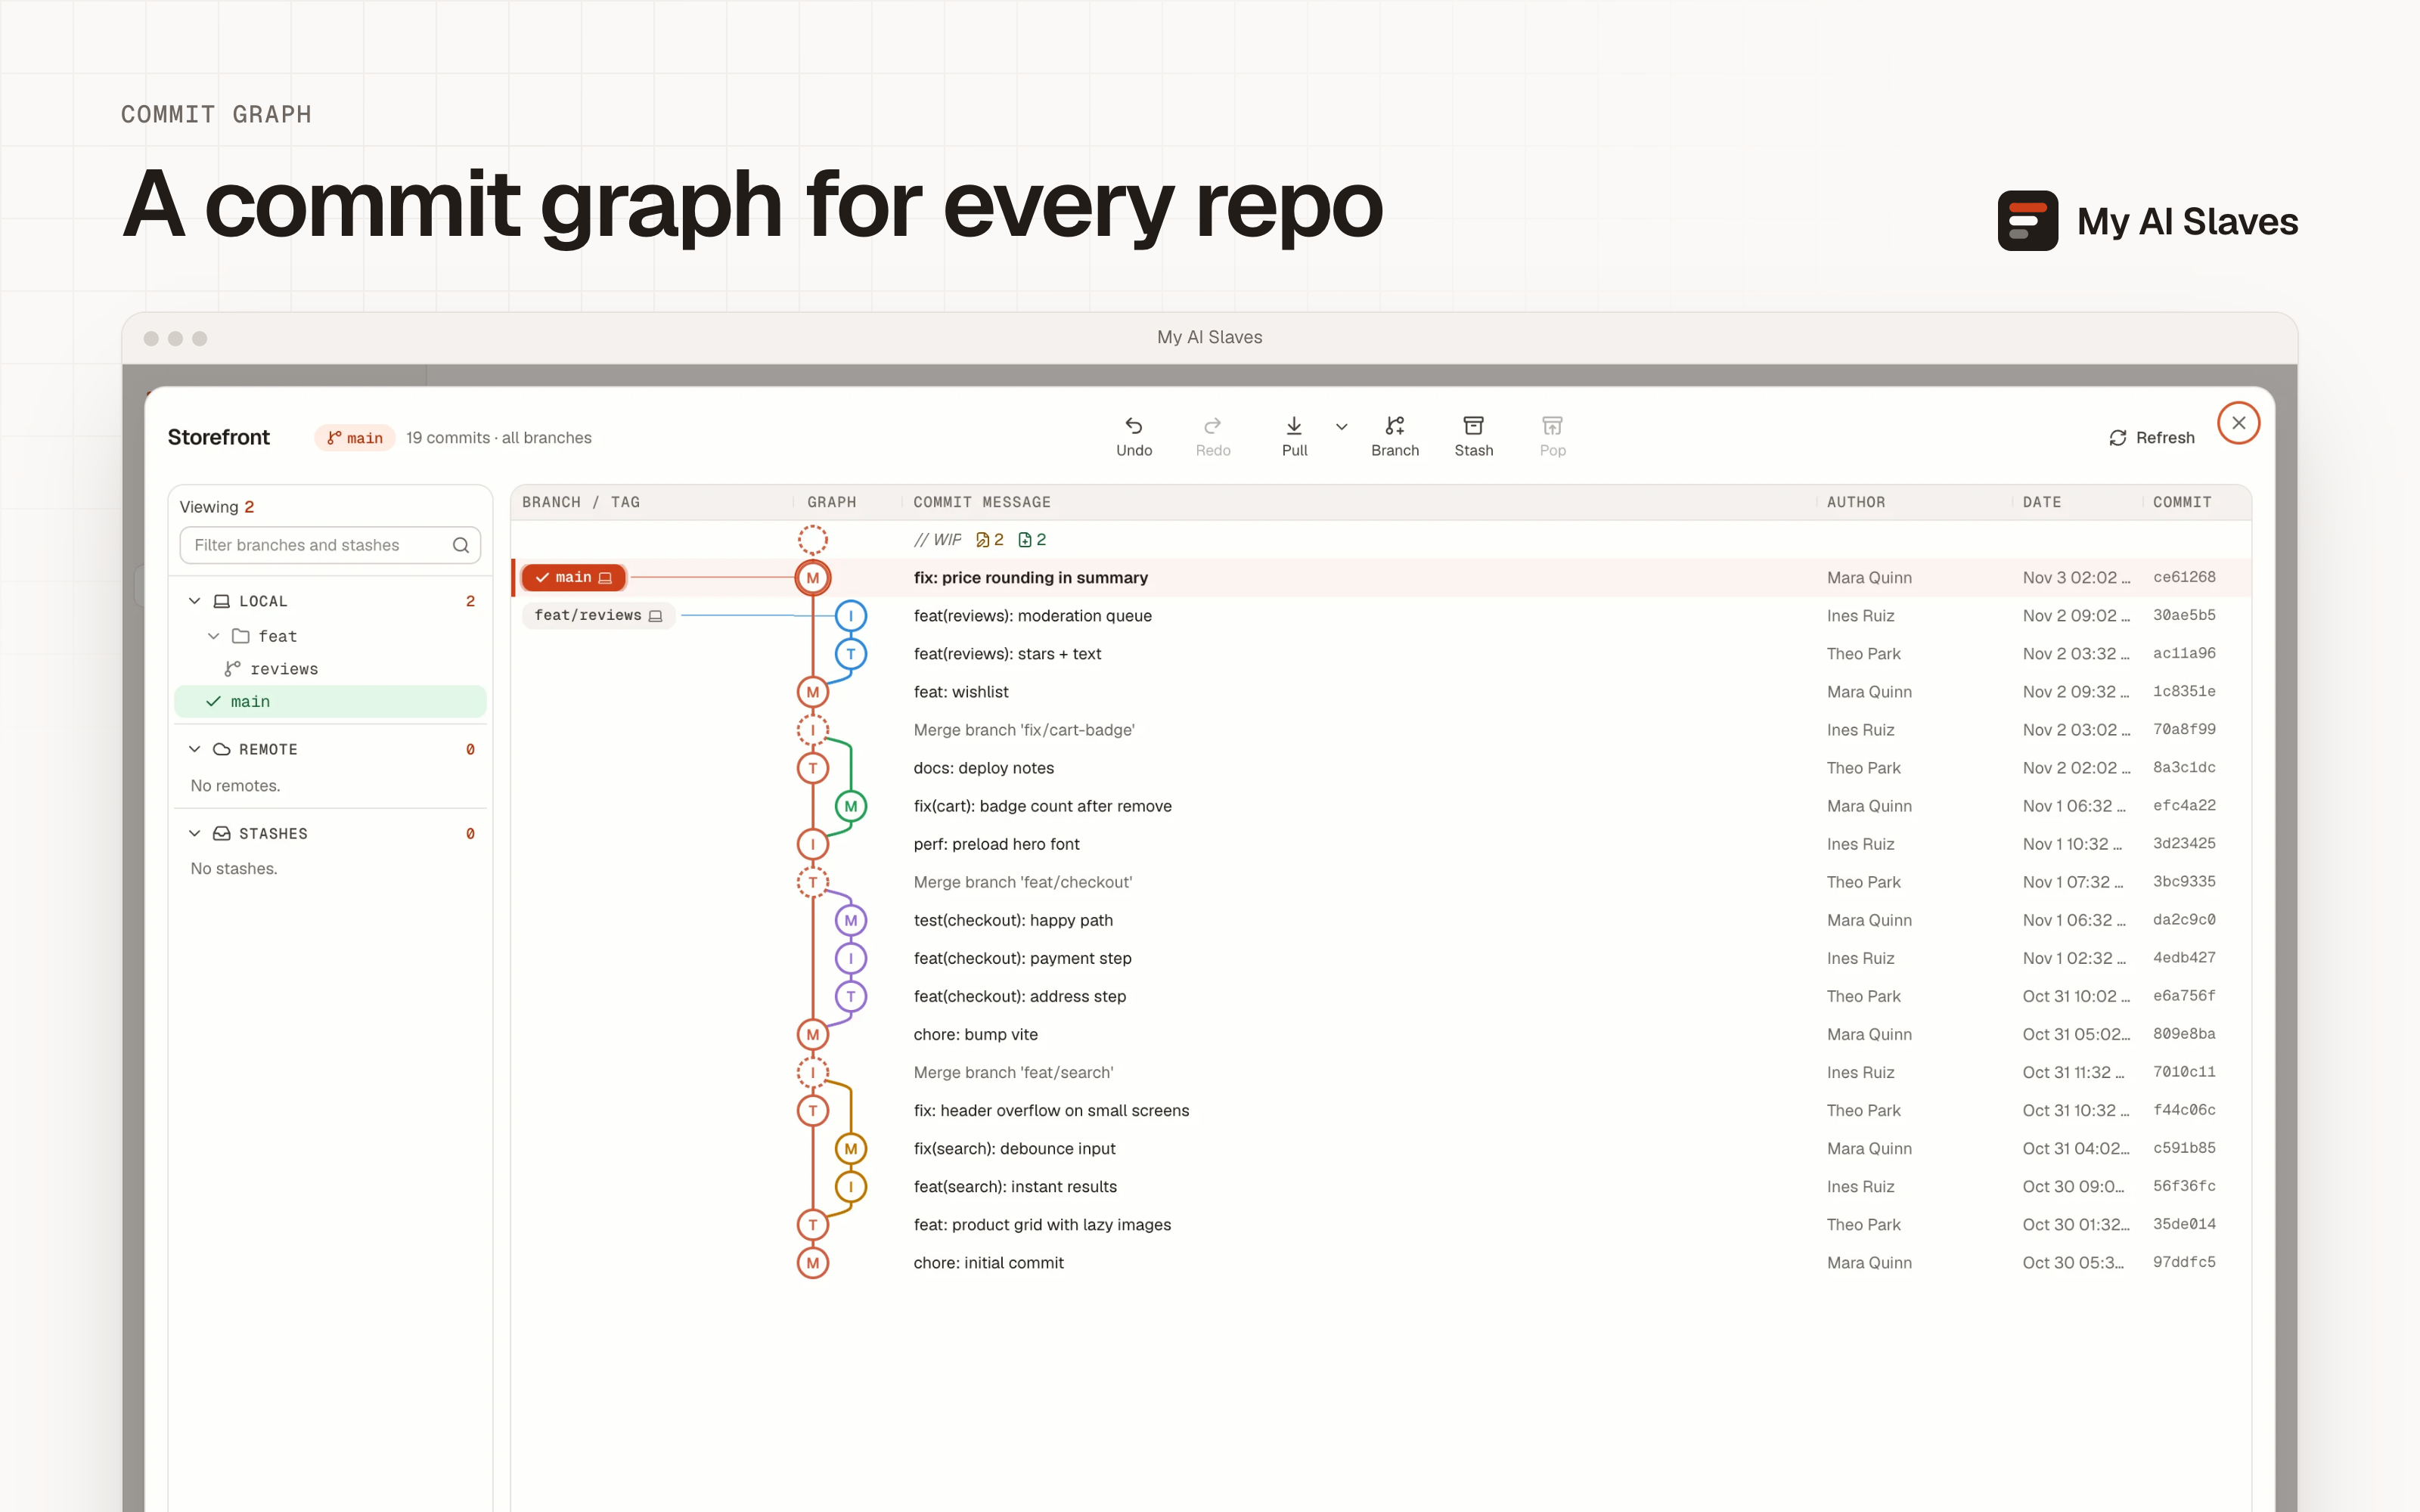 COMMIT GRAPH
A commit graph for every repo
My AI Slaves
My AI Slaves
Storefront
main
19 commits · all branches
Undo
Redo
Pull
Branch
Stash
Pop
Refresh
Viewing 2
Filter branches and stashes
LOCAL 2
feat
reviews
main
REMOTE 0
No remotes.
STASHES 0
No stashes.
BRANCH / TAG GRAPH COMMIT MESSAGE AUTHOR DATE COMMIT
// WIP 2 2
main M fix: price rounding in summary Mara Quinn Nov 3 02:02 ... ce61268
feat/reviews I feat(reviews): moderation queue Ines Ruiz Nov 2 09:02 ... 30ae5b5
T feat(reviews): stars + text Theo Park Nov 2 03:32 ... ac11a96
M feat: wishlist Mara Quinn Nov 2 09:32 ... 1c8351e
I Merge branch 'fix/cart-badge' Ines Ruiz Nov 2 03:02 ... 70a8f99
T docs: deploy notes Theo Park Nov 2 02:02 ... 8a3c1dc
M fix(cart): badge count after remove Mara Quinn Nov 1 06:32 ... efc4a22
I perf: preload hero font Ines Ruiz Nov 1 10:32 ... 3d23425
T Merge branch 'feat/checkout' Theo Park Nov 1 07:32 ... 3bc9335
M test(checkout): happy path Mara Quinn Nov 1 06:32 ... da2c9c0
I feat(checkout): payment step Ines Ruiz Nov 1 02:32 ... 4edb427
T feat(checkout): address step Theo Park Oct 31 10:02 ... e6a756f
M chore: bump vite Mara Quinn Oct 31 05:02... 809e8ba
I Merge branch 'feat/search' Ines Ruiz Oct 31 11:32 ... 7010c11
T fix: header overflow on small screens Theo Park Oct 31 10:32 ... f44c06c
M fix(search): debounce input Mara Quinn Oct 31 04:02... c591b85
I feat(search): instant results Ines Ruiz Oct 30 09:0... 56f36fc
T feat: product grid with lazy images Theo Park Oct 30 01:32... 35de014
M chore: initial commit Mara Quinn Oct 30 05:3... 97ddfc5